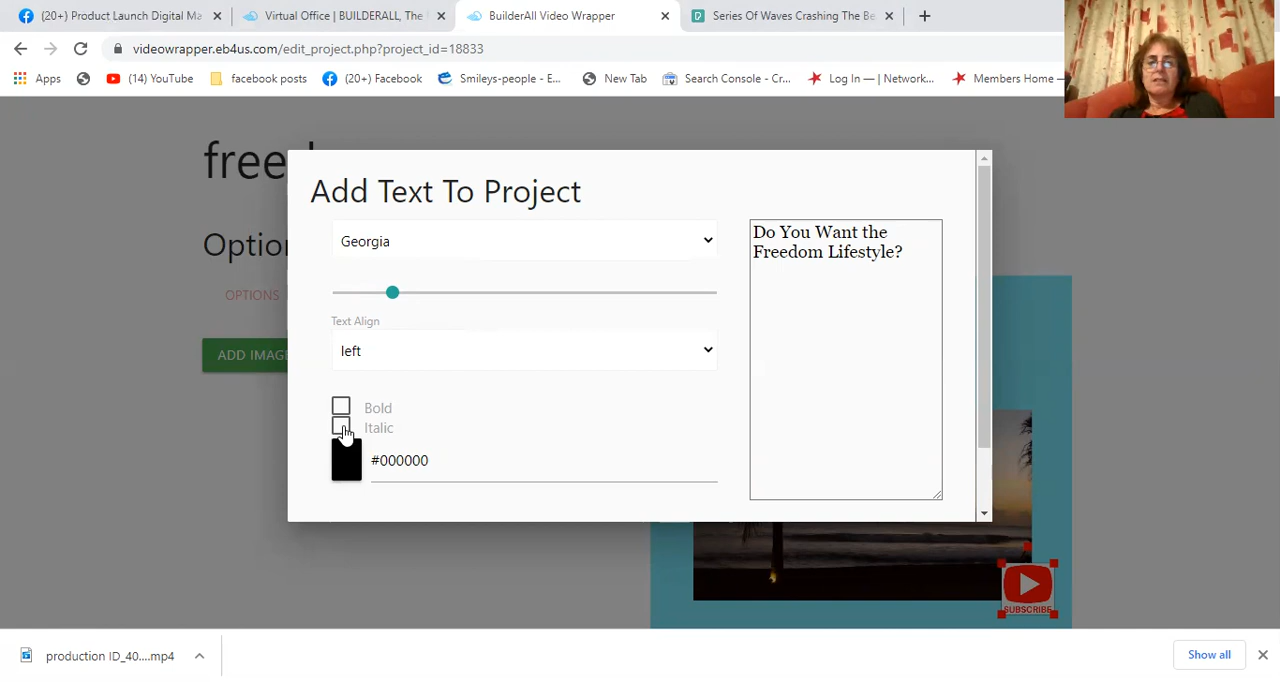 (20+) Product Launch Digital Ma
Virtual Office | BUILDERALL, The
BuilderAll Video Wrapper
Series Of Waves Crashing The Be
videowrapper.eb4us.com/edit_project.php?project_id=18833
Apps
(14) YouTube
facebook posts
(20+) Facebook
Smileys-people - E...
New Tab
Search Console - Cr...
Log In — | Network...
Members Home —
Add Text To Project
Georgia
Do You Want the
Freedom Lifestyle?
Text Align
left
Bold
Italic
#000000
OPTIONS
ADD IMAGE
SUBSCRIBE
production ID_40....mp4
Show all